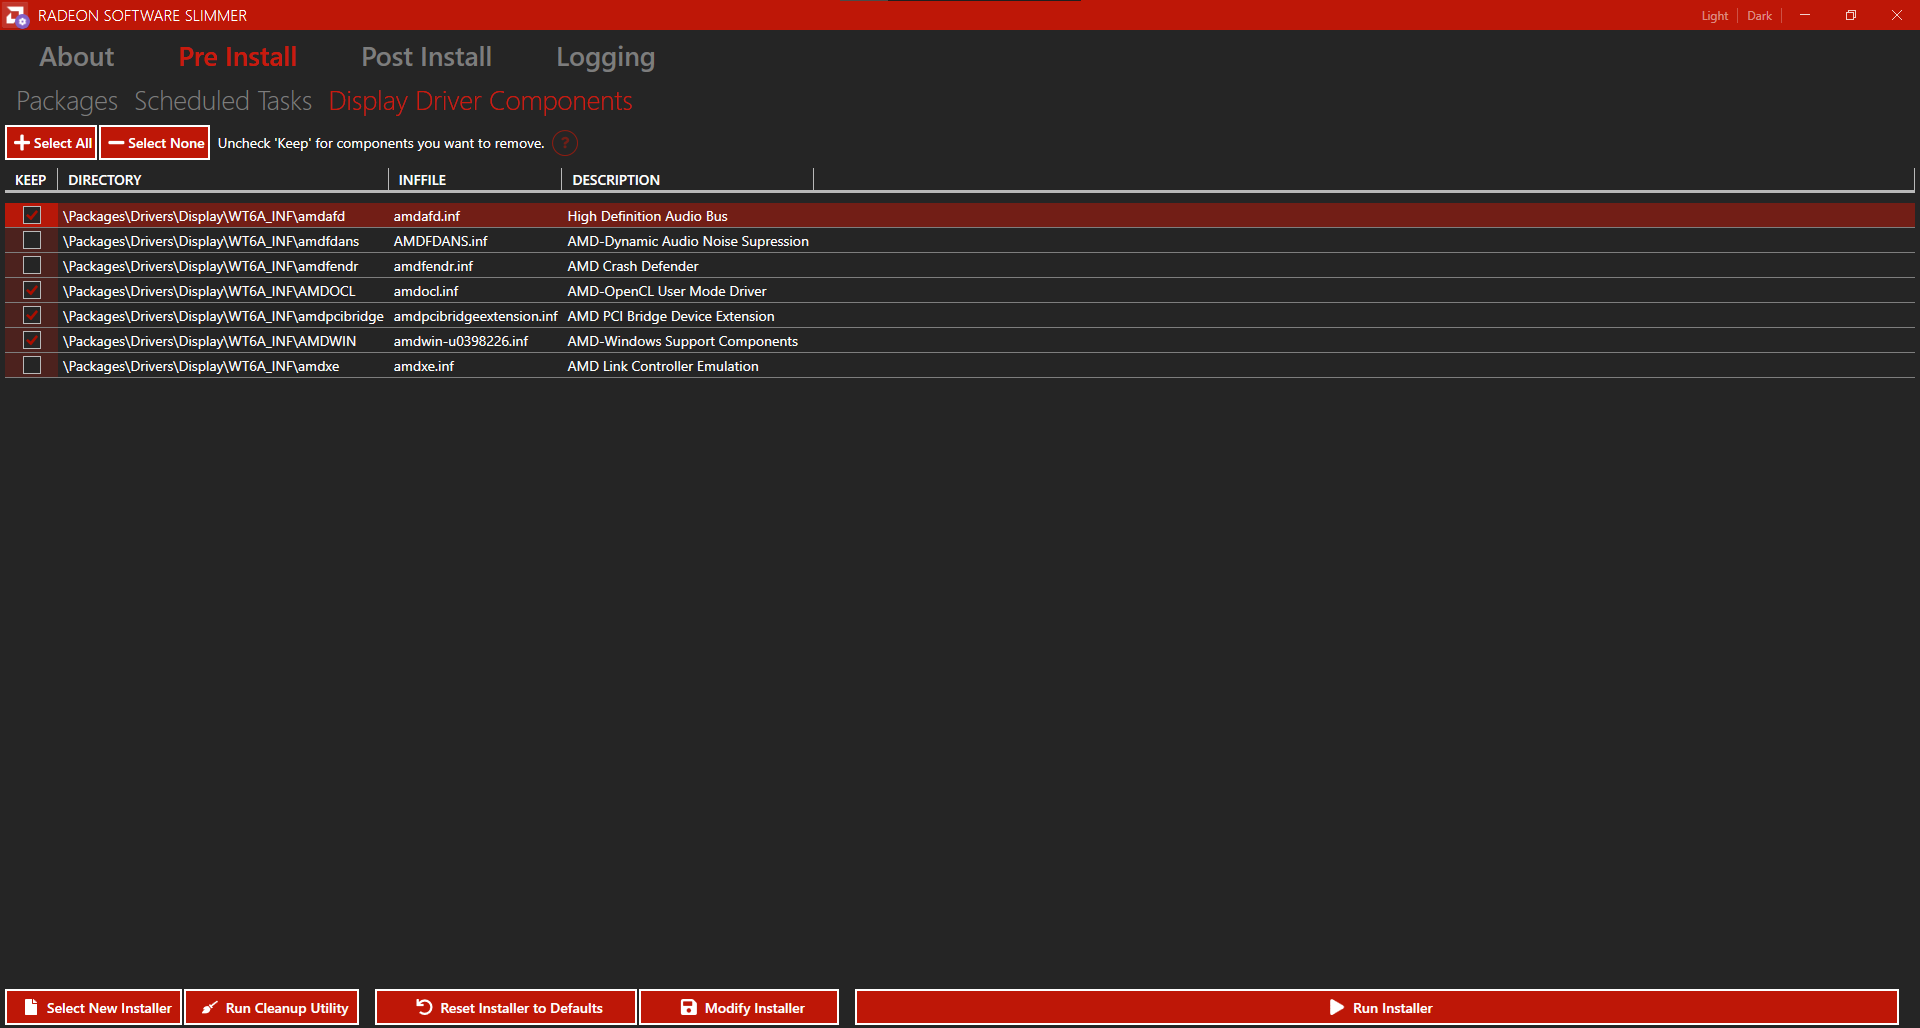 RADEON SOFTWARE SLIMMER Light Dark
About Pre Install Post Install Logging
Packages Scheduled Tasks Display Driver Components
Select All Select None Uncheck 'Keep' for components you want to remove. ?
KEEP DIRECTORY INFFILE DESCRIPTION
\Packages\Drivers\Display\WT6A_INF\amdafd amdafd.inf High Definition Audio Bus
\Packages\Drivers\Display\WT6A_INF\amdfdans AMDFDANS.inf AMD-Dynamic Audio Noise Supression
\Packages\Drivers\Display\WT6A_INF\amdfendr amdfendr.inf AMD Crash Defender
\Packages\Drivers\Display\WT6A_INF\AMDOCL amdocl.inf AMD-OpenCL User Mode Driver
\Packages\Drivers\Display\WT6A_INF\amdpcibridge amdpcibridgeextension.inf AMD PCI Bridge Device Extension
\Packages\Drivers\Display\WT6A_INF\AMDWIN amdwin-u0398226.inf AMD-Windows Support Components
\Packages\Drivers\Display\WT6A_INF\amdxe amdxe.inf AMD Link Controller Emulation
Select New Installer Run Cleanup Utility Reset Installer to Defaults Modify Installer Run Installer